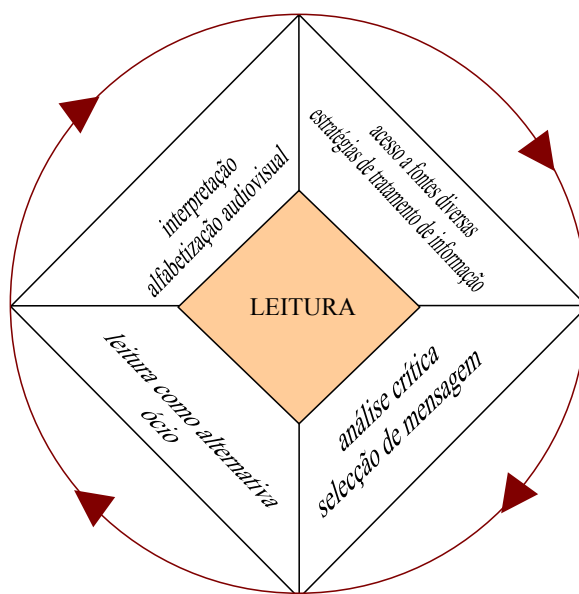 interpretação
alfabetização audiovisual
acesso a fontes diversas
estratégias de tratamento de informação
LEITURA
leitura como alternativa
ócio
análise crítica
selecção de mensagem